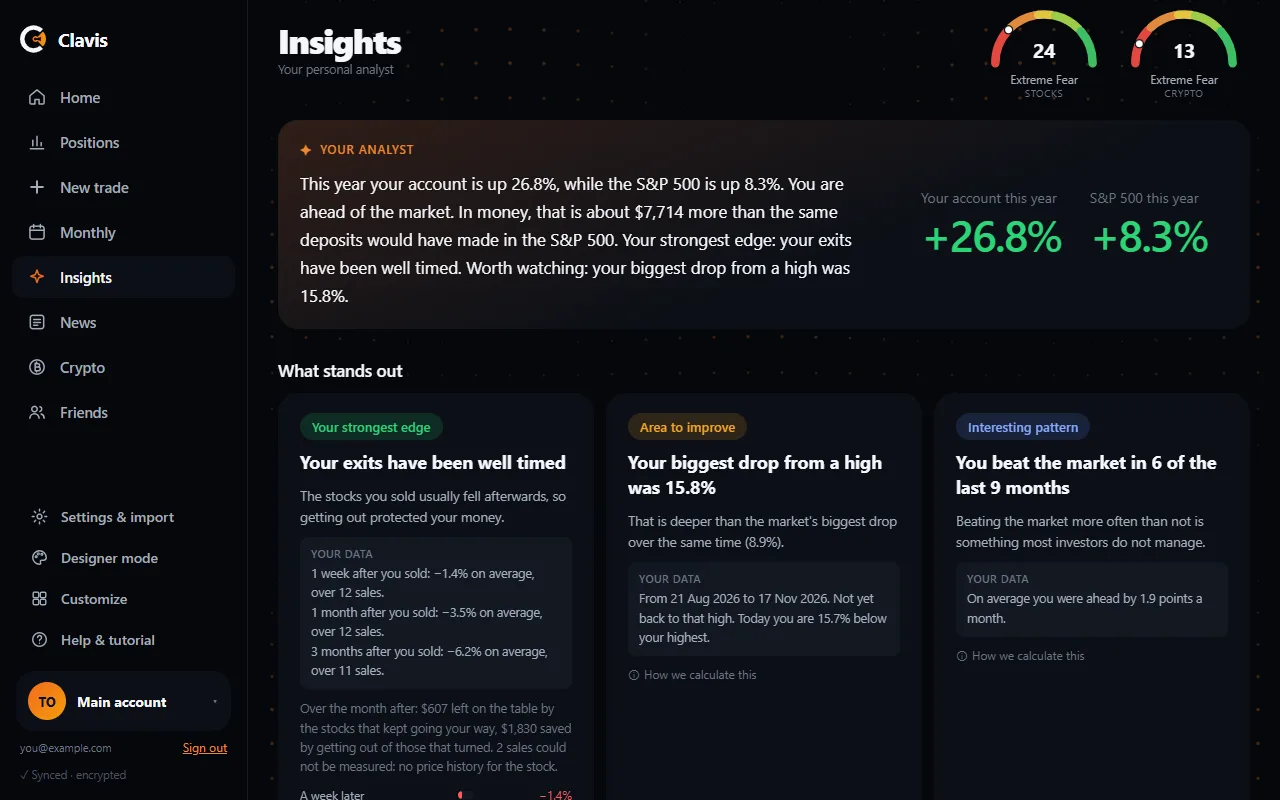 Clavis
Home
Positions
New trade
Monthly
Insights
News
Crypto
Friends
Settings & import
Designer mode
Customize
Help & tutorial
TO
Main account
you@example.com
Sign out
✓ Synced · encrypted
Insights
Your personal analyst
24
Extreme Fear
STOCKS
13
Extreme Fear
CRYPTO
YOUR ANALYST
This year your account is up 26.8%, while the S&P 500 is up 8.3%. You are
ahead of the market. In money, that is about $7,714 more than the same
deposits would have made in the S&P 500. Your strongest edge: your exits
have been well timed. Worth watching: your biggest drop from a high was
15.8%.
Your account this year
+26.8%
S&P 500 this year
+8.3%
What stands out
Your strongest edge
Your exits have been well timed
The stocks you sold usually fell afterwards, so
getting out protected your money.
YOUR DATA
1 week after you sold: −1.4% on average,
over 12 sales.
1 month after you sold: −3.5% on average,
over 12 sales.
3 months after you sold: −6.2% on average,
over 11 sales.
Over the month after: $607 left on the table by
the stocks that kept going your way, $1,830 saved
by getting out of those that turned. 2 sales could
not be measured: no price history for the stock.
A week later
−1.4%
Area to improve
Your biggest drop from a high
was 15.8%
That is deeper than the market's biggest drop
over the same time (8.9%).
YOUR DATA
From 21 Aug 2026 to 17 Nov 2026. Not yet
back to that high. Today you are 15.7% below
your highest.
How we calculate this
Interesting pattern
You beat the market in 6 of the
last 9 months
Beating the market more often than not is
something most investors do not manage.
YOUR DATA
On average you were ahead by 1.9 points a
month.
How we calculate this